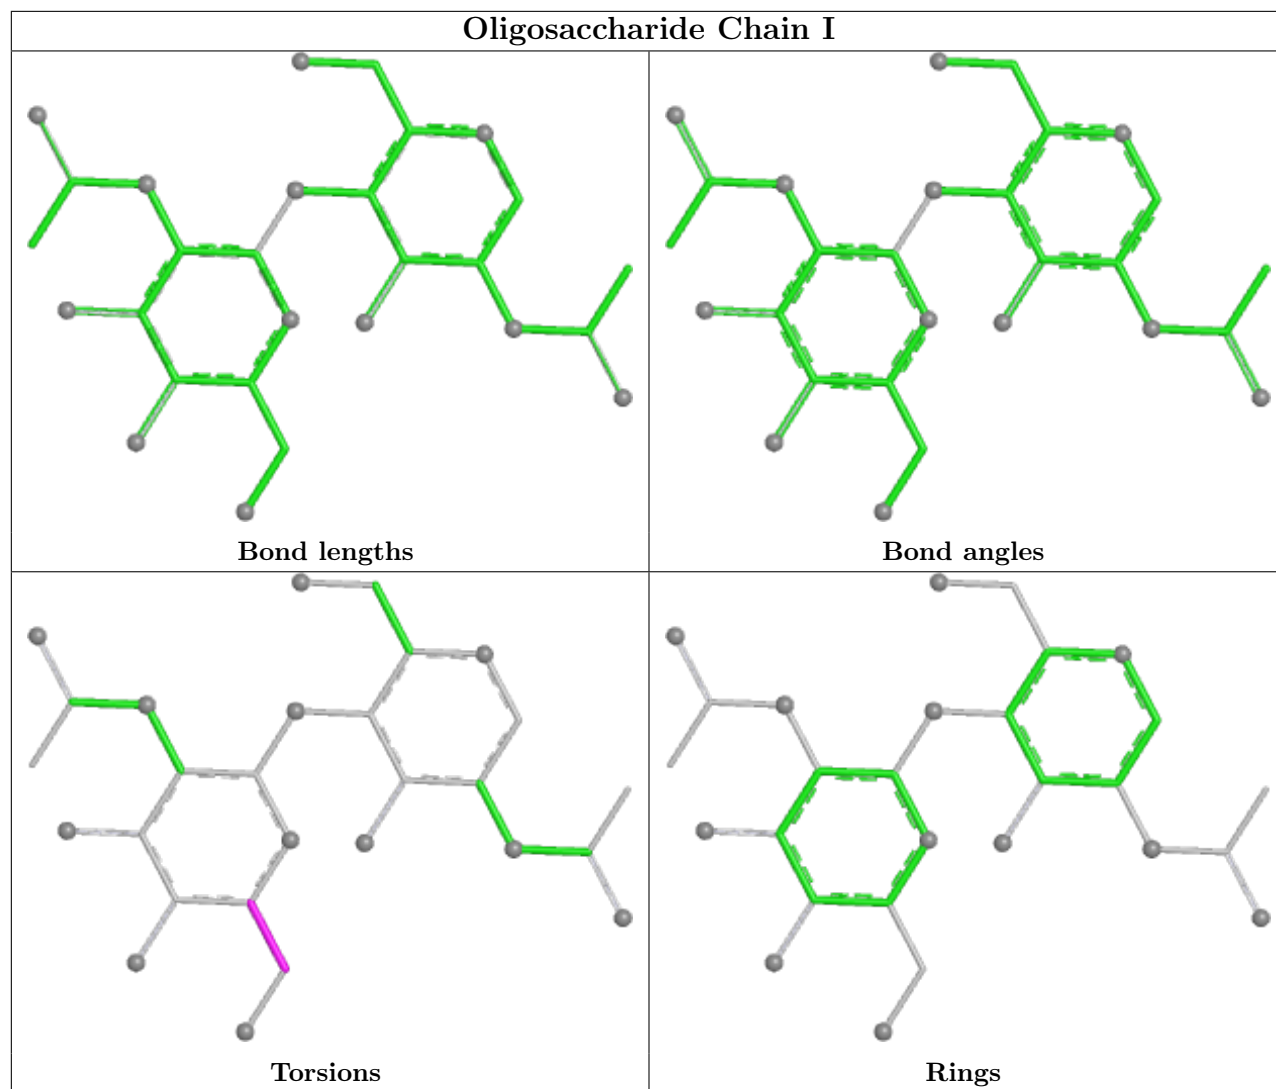 Oligosaccharide Chain I
Bond lengths
Bond angles
Torsions
Rings